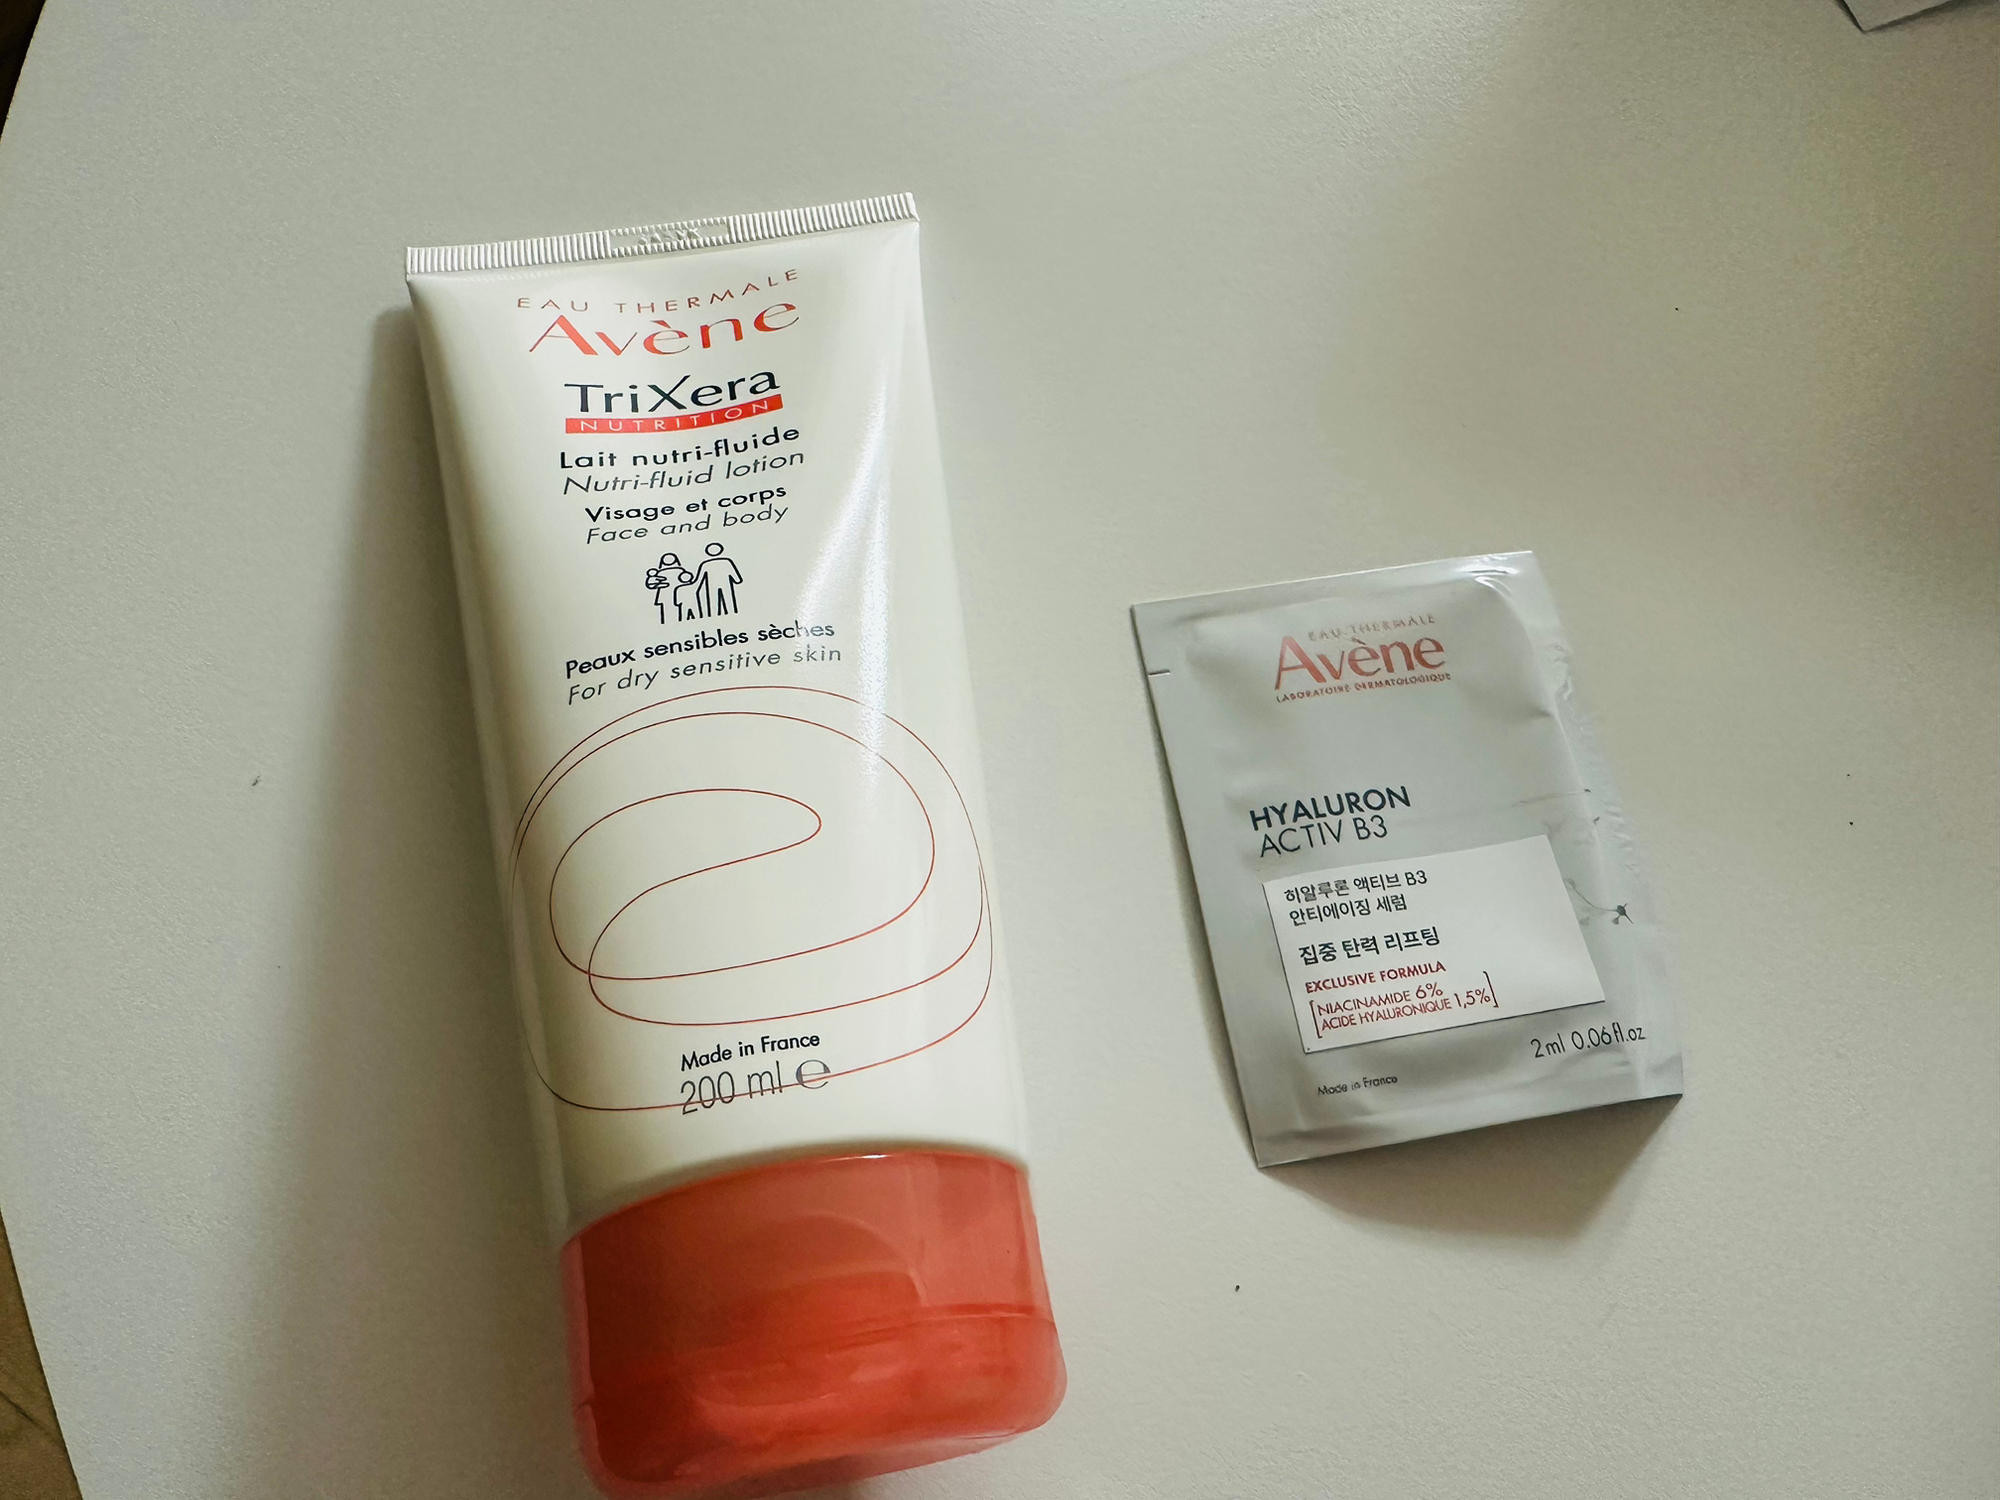 EAU THERMALE
Avène
TriXera
NUTRITION
Lait nutri-fluide
Nutri-fluid lotion
Visage et corps
Face and body
Peaux sensibles sèches
For dry sensitive skin
Made in France
200 ml ℮
EAU THERMALE
Avène
LABORATOIRE DERMATOLOGIQUE
HYALURON
ACTIV B3
히알루론 액티브 B3
안티에이징 세럼
집중 탄력 리프팅
EXCLUSIVE FORMULA
[NIACINAMIDE 6%
ACIDE HYALURONIQUE 1,5%]
2ml 0.06fl.oz
Made in France